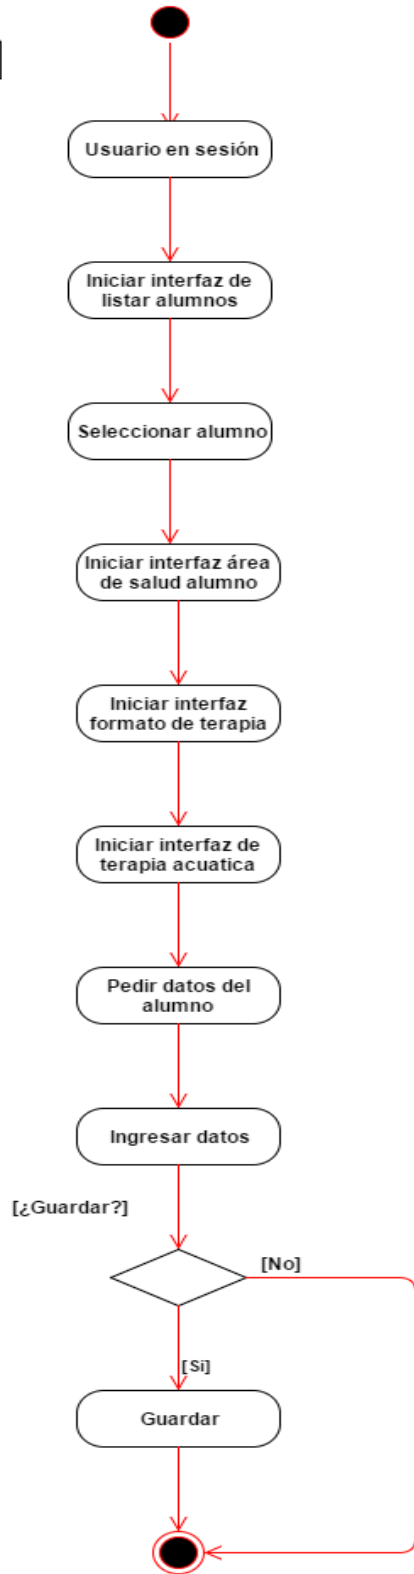 Usuario en sesión
Iniciar interfaz de
listar alumnos
Seleccionar alumno
Iniciar interfaz área
de salud alumno
Iniciar interfaz
formato de terapia
Iniciar interfaz de
terapia acuatica
Pedir datos del
alumno
Ingresar datos
[¿Guardar?]
[No]
[Si]
Guardar